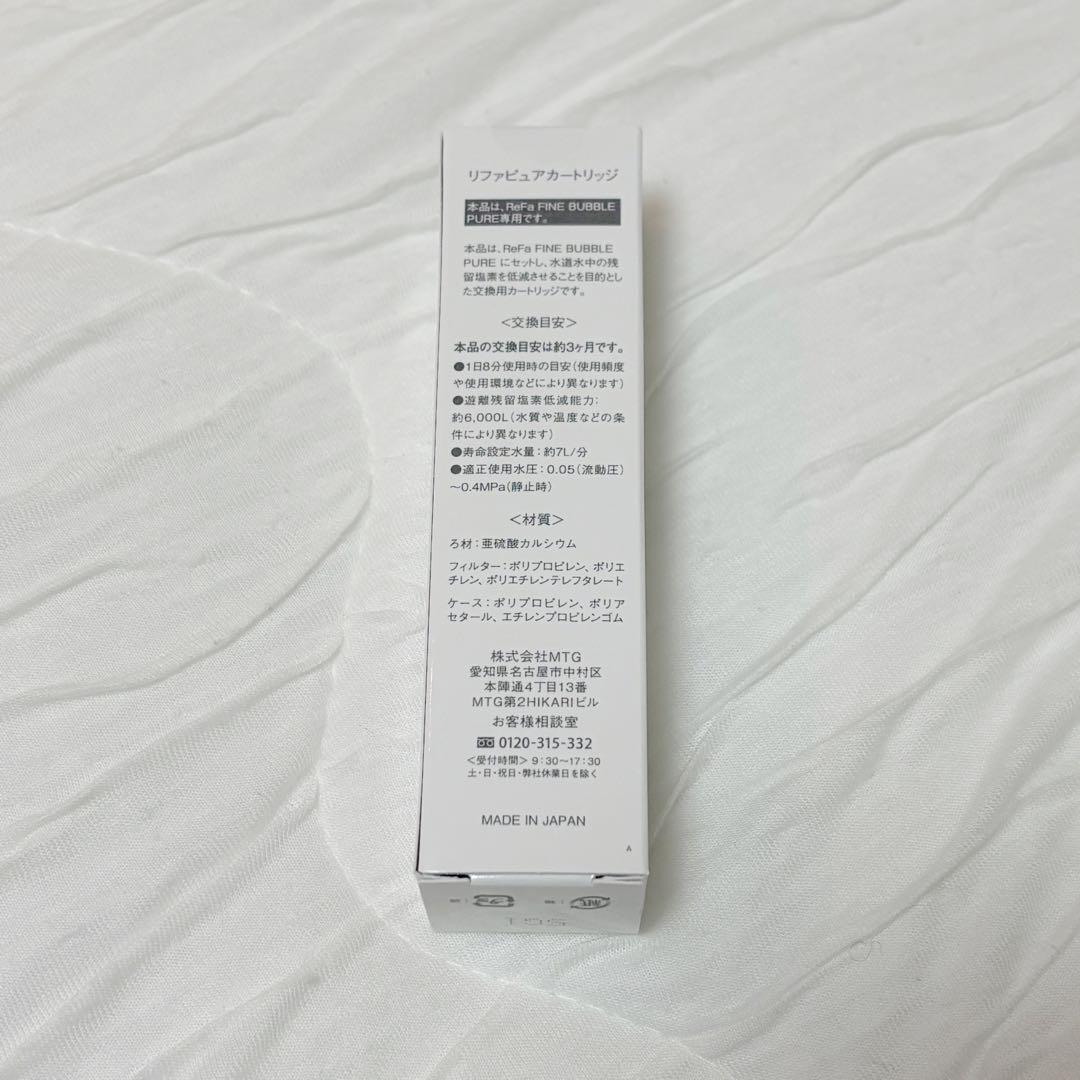 リファピュアカートリッジ
本品は、ReFa FINE BUBBLE
PURE専用です。
本品は、ReFa FINE BUBBLE
PURE にセットし、水道水中の残
留塩素を低減させることを目的とし
た交換用カートリッジです。
＜交換目安＞
本品の交換目安は約3ヶ月です。
●1日8分使用時の目安（使用頻度
や使用環境などにより異なります）
●遊離残留塩素低減能力：
約6,000L（水質や温度などの条
件により異なります）
●寿命設定水量：約7L/分
●適正使用水圧：0.05（流動圧）
～0.4MPa（静止時）
＜材質＞
ろ材：亜硫酸カルシウム
フィルター：ポリプロピレン、ポリエ
チレン、ポリエチレンテレフタレート
ケース：ポリプロピレン、ポリア
セタール、エチレンプロピレンゴム
株式会社MTG
愛知県名古屋市中村区
本陣通4丁目13番
MTG第2HIKARIビル
お客様相談室
0120-315-332
＜受付時間＞ 9：30～17：30
土・日・祝日・弊社休業日を除く
MADE IN JAPAN
A